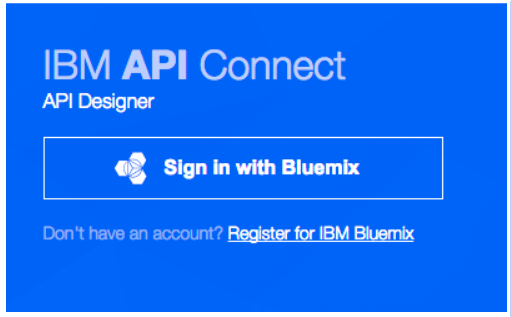 IBM API Connect
API Designer
Sign in with Bluemix
Don't have an account? Register for IBM Bluemix